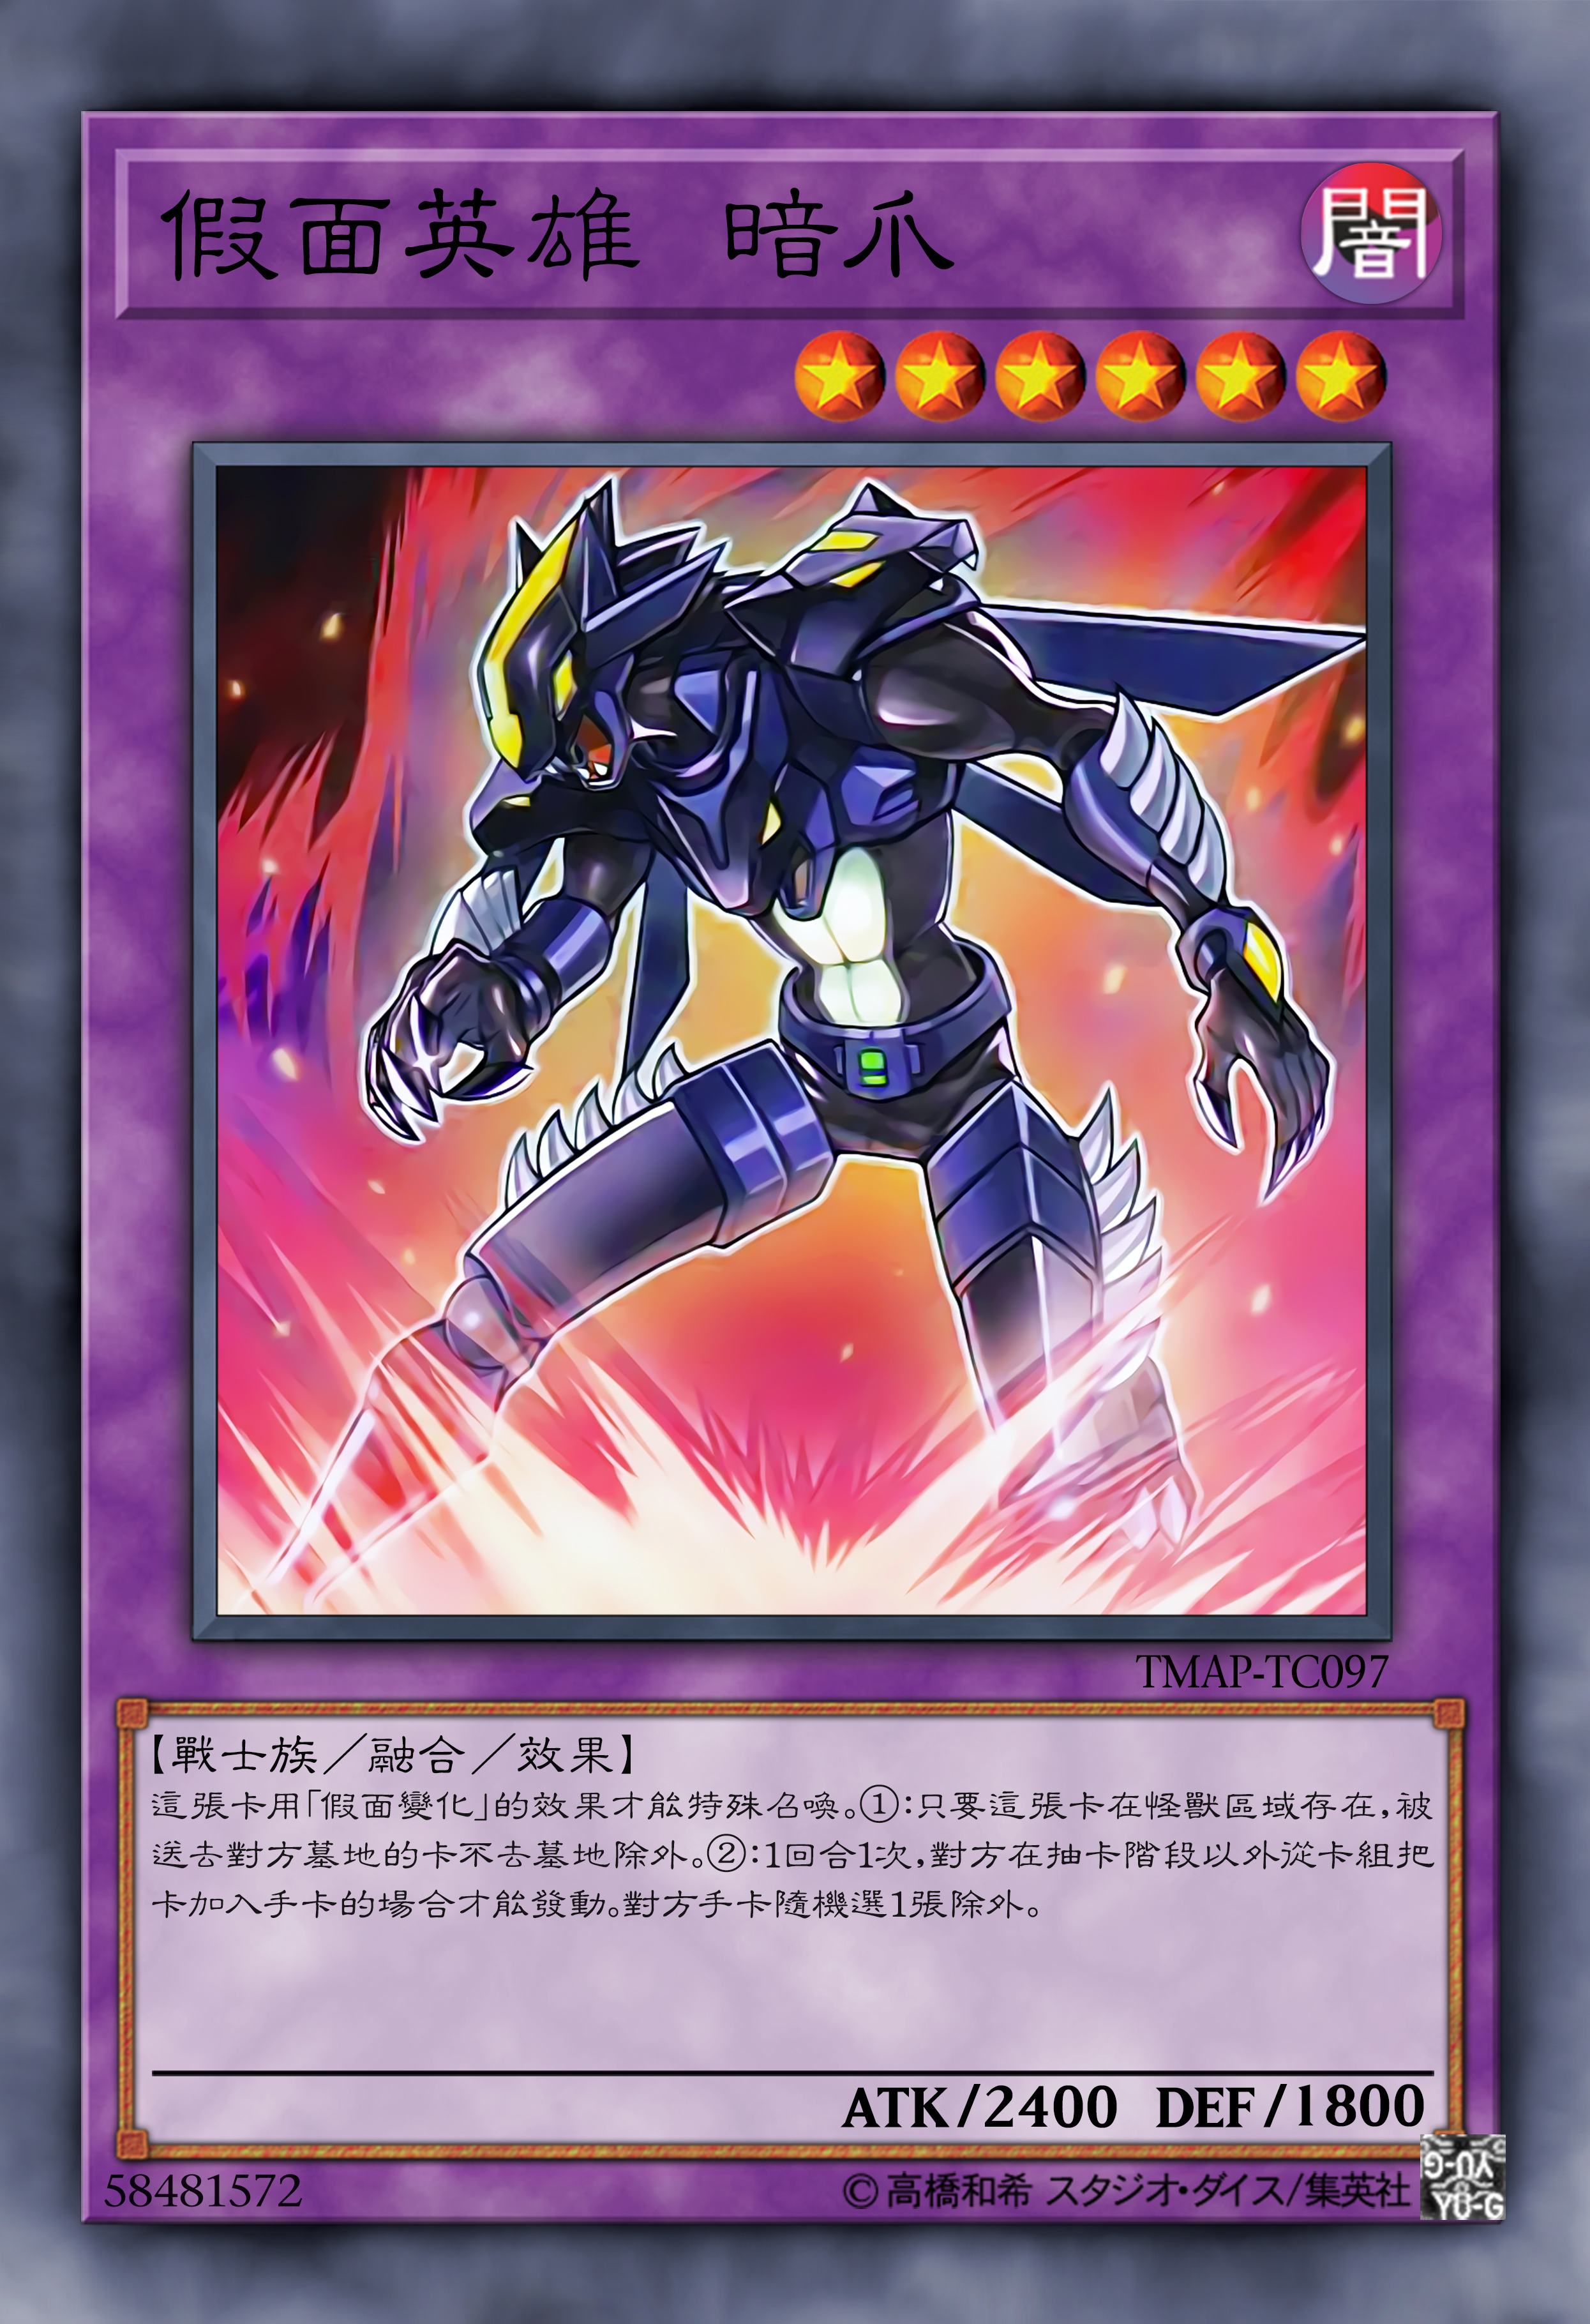 假面英雄 暗爪
闇
TMAP-TC097
【戰士族／融合／效果】
這張卡用「假面變化」的效果才能特殊召喚。①：只要這張卡在怪獸區域存在，被
送去對方墓地的卡不去墓地除外。②：1回合1次，對方在抽卡階段以外從卡組把
卡加入手卡的場合才能發動。對方手卡隨機選1張除外。
ATK/2400 DEF/1800
58481572
©高橋和希 スタジオ・ダイス/集英社